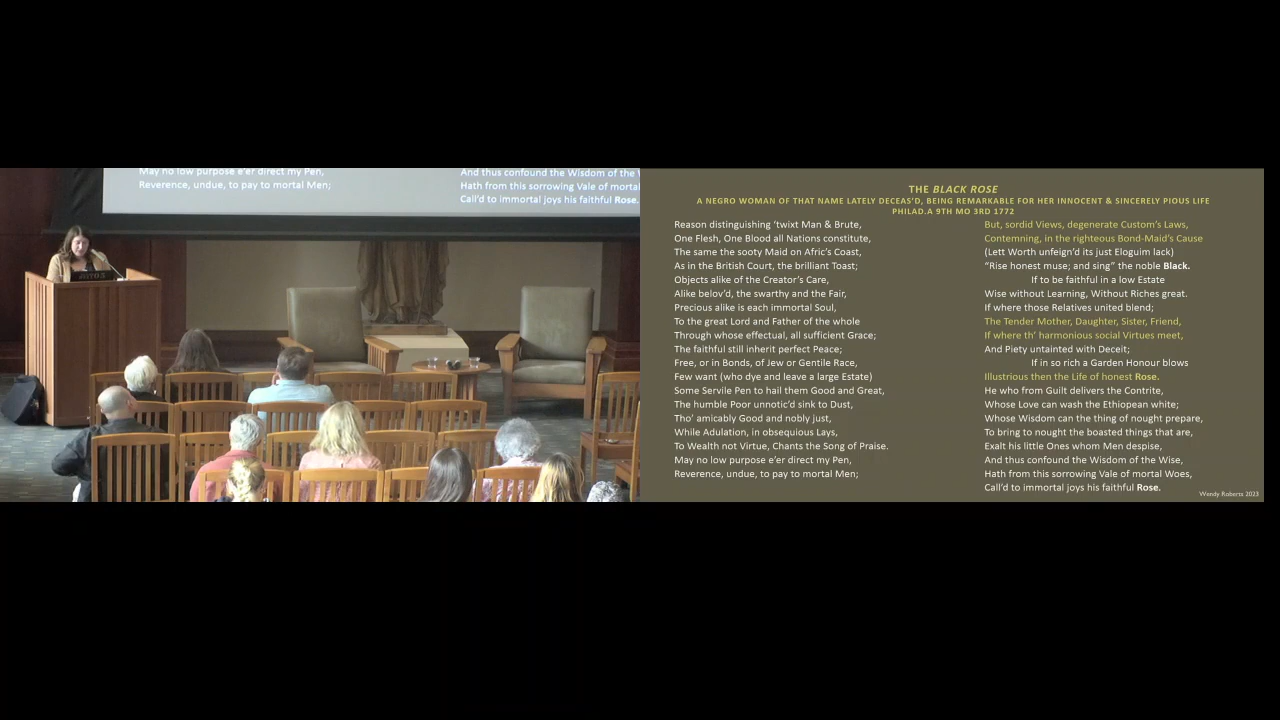 May no low purpose e'er direct my Pen,
Reverence, undue, to pay to mortal Men;
And thus confound the Wisdom of the
Hath from this sorrowing Vale of mortal
Call'd to immortal joys his faithful Rose.
THE BLACK ROSE
A NEGRO WOMAN OF THAT NAME LATELY DECEAS'D, BEING REMARKABLE FOR HER INNOCENT & SINCERELY PIOUS LIFE
PHILAD.A 9TH MO 3RD 1772
Reason distinguishing 'twixt Man & Brute,
One Flesh, One Blood all Nations constitute,
The same the sooty Maid on Afric's Coast,
As in the British Court, the brilliant Toast;
Objects alike of the Creator's Care,
Alike belov'd, the swarthy and the Fair,
Precious alike is each immortal Soul,
To the great Lord and Father of the whole
Through whose effectual, all sufficient Grace;
The faithful still inherit perfect Peace;
Free, or in Bonds, of Jew or Gentile Race,
Few want (who dye and leave a large Estate)
Some Servile Pen to hail them Good and Great,
The humble Poor unnotic'd sink to Dust,
Tho' amicably Good and nobly just,
While Adulation, in obsequious Lays,
To Wealth not Virtue, Chants the Song of Praise.
May no low purpose e'er direct my Pen,
Reverence, undue, to pay to mortal Men;
But, sordid Views, degenerate Custom's Laws,
Contemning, in the righteous Bond-Maid's Cause
(Lett Worth unfeign'd its just Eloguim lack)
"Rise honest muse; and sing" the noble Black.
If to be faithful in a low Estate
Wise without Learning, Without Riches great.
If where those Relatives united blend;
The Tender Mother, Daughter, Sister, Friend,
If where th' harmonious social Virtues meet,
And Piety untainted with Deceit;
If in so rich a Garden Honour blows
Illustrious then the Life of honest Rose.
He who from Guilt delivers the Contrite,
Whose Love can wash the Ethiopean white;
Whose Wisdom can the thing of nought prepare,
To bring to nought the boasted things that are,
Exalt his little Ones whom Men despise,
And thus confound the Wisdom of the Wise,
Hath from this sorrowing Vale of mortal Woes,
Call'd to immortal joys his faithful Rose.
Wendy Roberts 2023